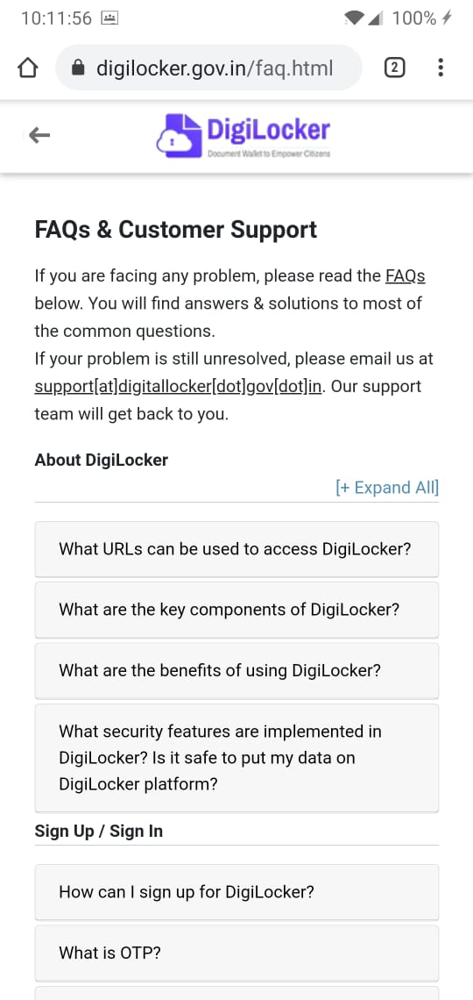 10:11:56
100%
digilocker.gov.in/faq.html
2
DigiLocker
Document Wallet to Empower Citizens
FAQs & Customer Support
If you are facing any problem, please read the FAQs
below. You will find answers & solutions to most of
the common questions.
If your problem is still unresolved, please email us at
support[at]digitallocker[dot]gov[dot]in. Our support
team will get back to you.
About DigiLocker
[+ Expand All]
What URLs can be used to access DigiLocker?
What are the key components of DigiLocker?
What are the benefits of using DigiLocker?
What security features are implemented in
DigiLocker? Is it safe to put my data on
DigiLocker platform?
Sign Up / Sign In
How can I sign up for DigiLocker?
What is OTP?